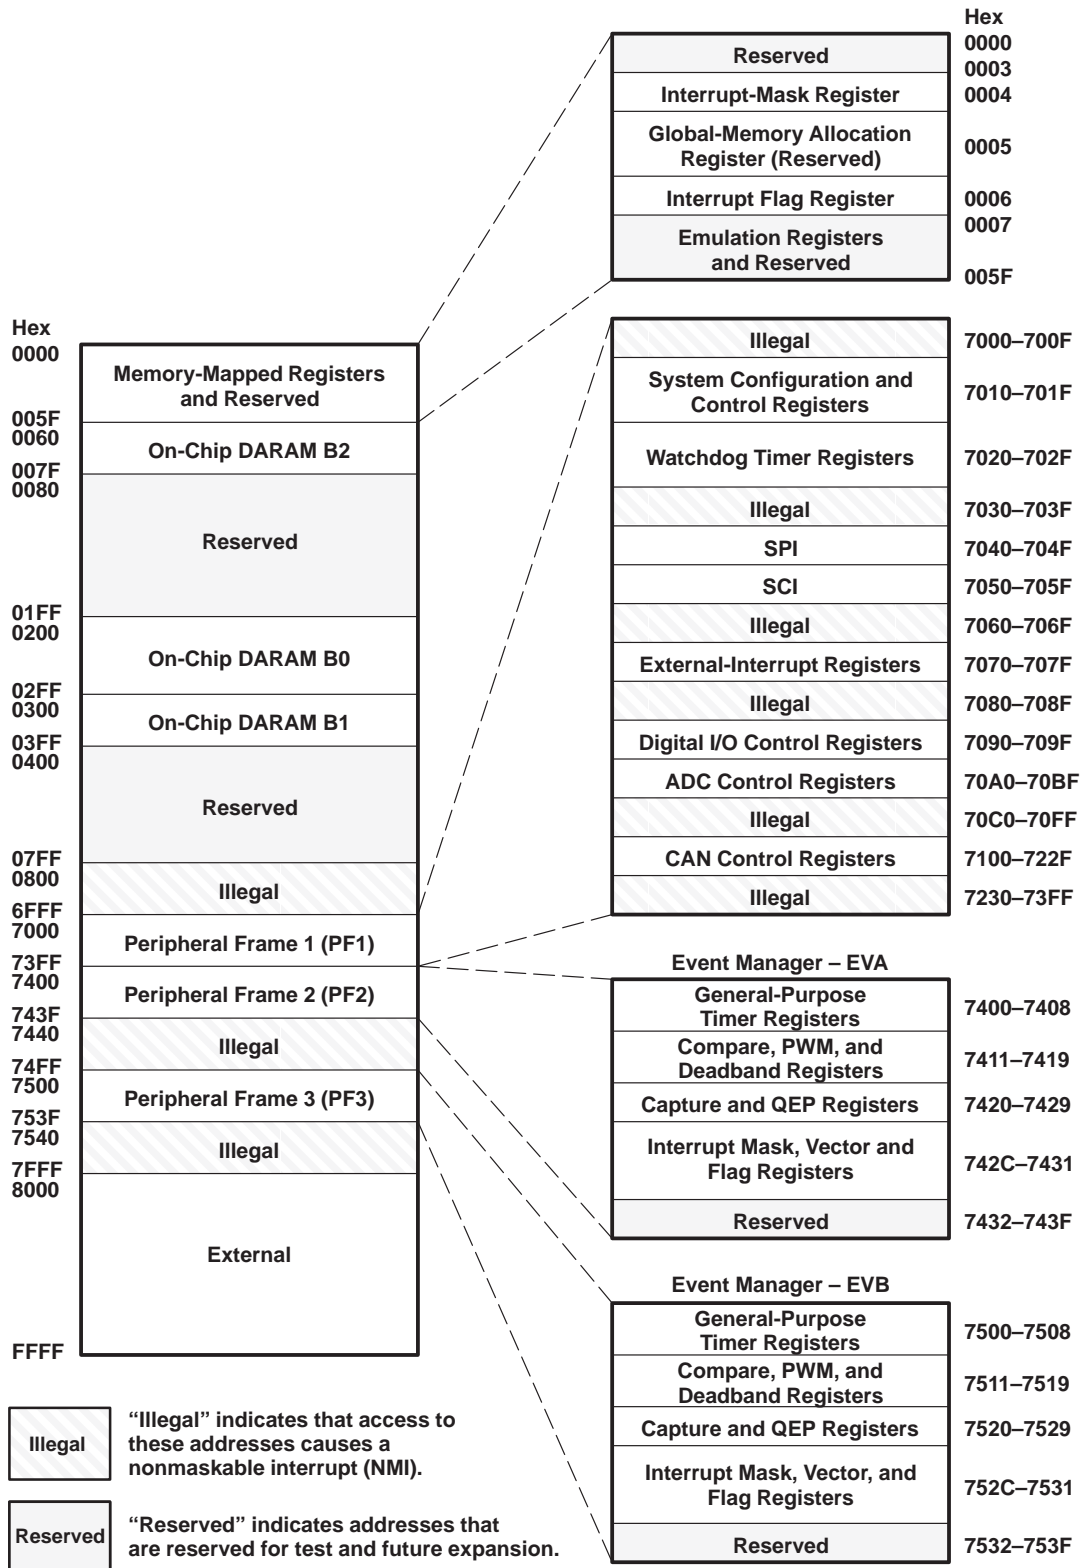 Hex
0000
Reserved
0003
Interrupt-Mask Register
0004
Global-Memory Allocation
Register (Reserved)
0005
Interrupt Flag Register
0006
0007
Emulation Registers
and Reserved
005F
Hex
0000
Memory-Mapped Registers
and Reserved
005F
0060
On-Chip DARAM B2
007F
0080
Reserved
01FF
0200
On-Chip DARAM B0
02FF
0300
On-Chip DARAM B1
03FF
0400
Reserved
07FF
0800
Illegal
6FFF
7000
Peripheral Frame 1 (PF1)
73FF
7400
Peripheral Frame 2 (PF2)
743F
7440
Illegal
74FF
7500
Peripheral Frame 3 (PF3)
753F
7540
Illegal
7FFF
8000
External
FFFF
Illegal
7000–700F
System Configuration and
Control Registers
7010–701F
Watchdog Timer Registers
7020–702F
Illegal
7030–703F
SPI
7040–704F
SCI
7050–705F
Illegal
7060–706F
External-Interrupt Registers
7070–707F
Illegal
7080–708F
Digital I/O Control Registers
7090–709F
ADC Control Registers
70A0–70BF
Illegal
70C0–70FF
CAN Control Registers
7100–722F
Illegal
7230–73FF
Event Manager – EVA
General-Purpose
Timer Registers
7400–7408
Compare, PWM, and
Deadband Registers
7411–7419
Capture and QEP Registers
7420–7429
Interrupt Mask, Vector and
Flag Registers
742C–7431
Reserved
7432–743F
Event Manager – EVB
General-Purpose
Timer Registers
7500–7508
Compare, PWM, and
Deadband Registers
7511–7519
Capture and QEP Registers
7520–7529
Interrupt Mask, Vector, and
Flag Registers
752C–7531
Reserved
7532–753F
Illegal
“Illegal” indicates that access to
these addresses causes a
nonmaskable interrupt (NMI).
Reserved
“Reserved” indicates addresses that
are reserved for test and future expansion.